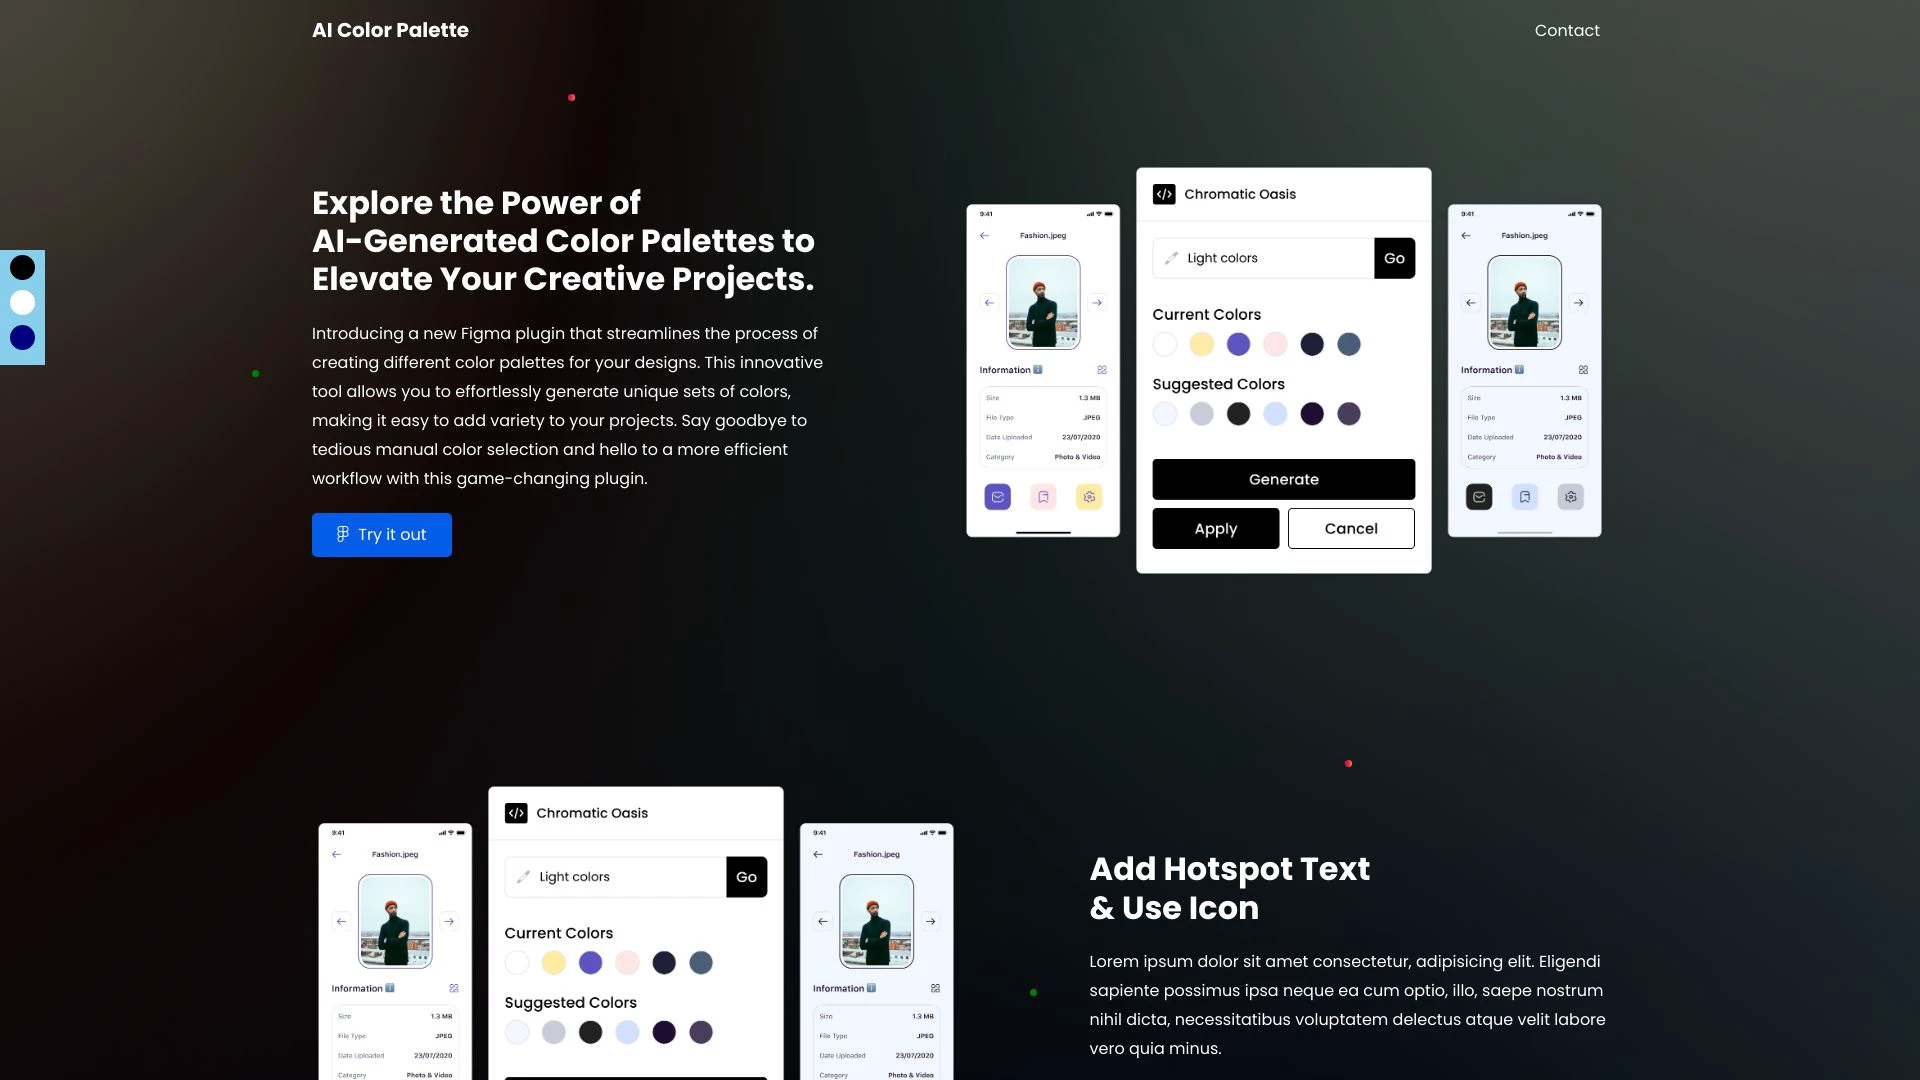 AI Color Palette
Contact
Explore the Power of
AI-Generated Color Palettes to
Elevate Your Creative Projects.
Introducing a new Figma plugin that streamlines the process of
creating different color palettes for your designs. This innovative
tool allows you to effortlessly generate unique sets of colors,
making it easy to add variety to your projects. Say goodbye to
tedious manual color selection and hello to a more efficient
workflow with this game-changing plugin.
Try it out
9:41
Fashion.jpeg
Information
Size 1.3 MB
File Type JPEG
Date Uploaded 23/07/2020
Category Photo & Video
Chromatic Oasis
Light colors Go
Current Colors
Suggested Colors
Generate
Apply Cancel
9:41
Fashion.jpeg
Information
Size 1.3 MB
File Type JPEG
Date Uploaded 23/07/2020
Category Photo & Video
9:41
Fashion.jpeg
Information
Size 1.3 MB
File Type JPEG
Date Uploaded 23/07/2020
Category Photo & Video
Chromatic Oasis
Light colors Go
Current Colors
Suggested Colors
9:41
Fashion.jpeg
Information
Size 1.3 MB
File Type JPEG
Date Uploaded 23/07/2020
Category Photo & Video
Add Hotspot Text
& Use Icon
Lorem ipsum dolor sit amet consectetur, adipisicing elit. Eligendi
sapiente possimus ipsa neque ea cum optio, illo, saepe nostrum
nihil dicta, necessitatibus voluptatem delectus atque velit labore
vero quia minus.